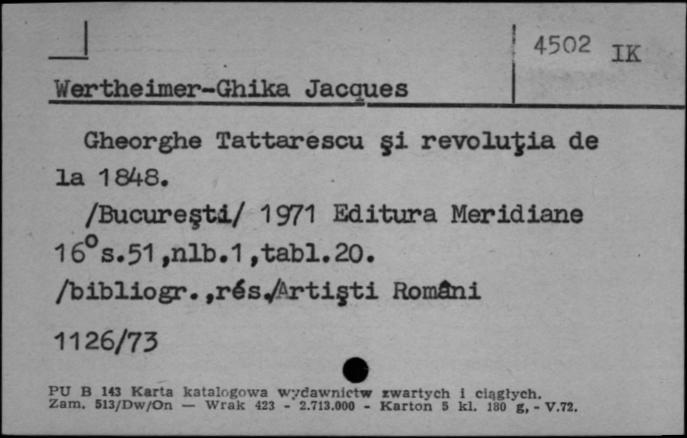 4502 IK
Wertheimer-Ghika Jacques
Gheorghe Tattarescu şi revoluţia de
la 1848.
/Bucureşti/ 1971 Editura Meridiane
16° s.51,nlb.1,tabl.20.
/bibliogr.,rés./Artişti Români
1126/73
PU B 143 Karta katalogowa wydawnictw zwartych i ciągłych.
Zam. 513/Dw/On — Wrak 423 - 2.713.000 - Karton 5 kl. 180 g, - V.72.